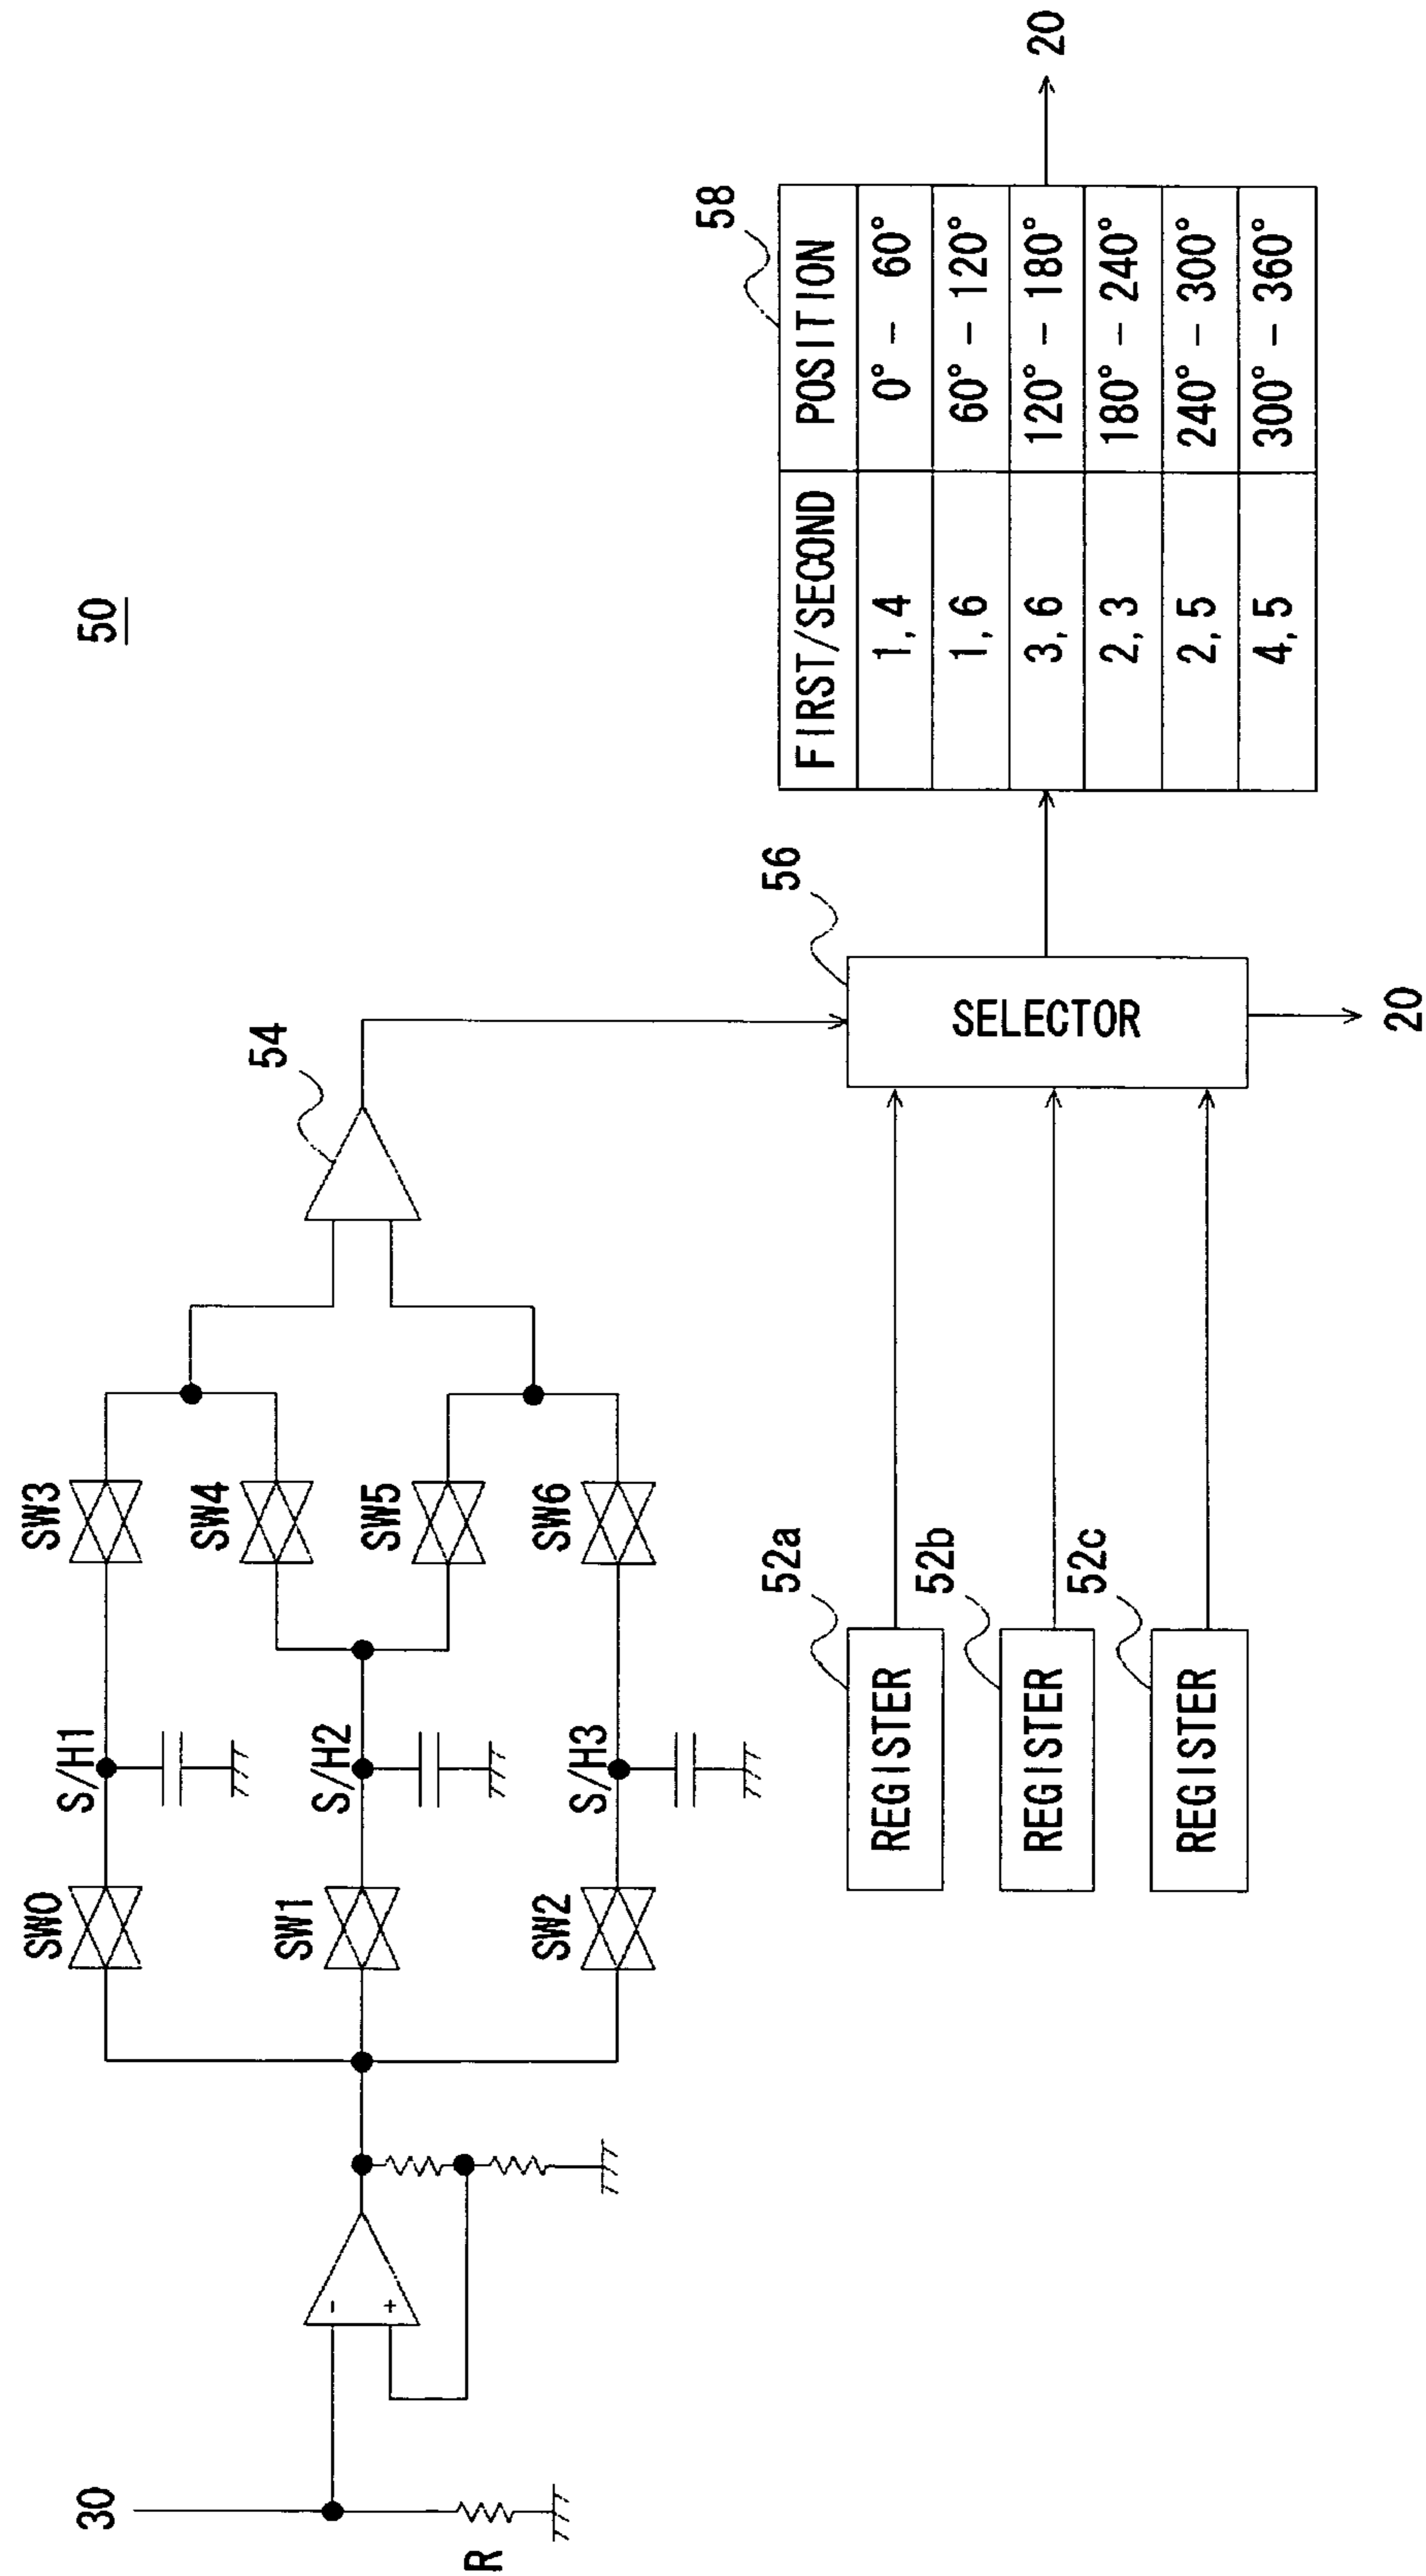 50
30
R
-
+
SW0
SW1
SW2
S/H1
S/H2
S/H3
SW3
SW4
SW5
SW6
54
52a
REGISTER
52b
REGISTER
52c
REGISTER
56
SELECTOR
20
58
FIRST/SECOND POSITION
1, 4 0° - 60°
1, 6 60° - 120°
3, 6 120° - 180°
2, 3 180° - 240°
2, 5 240° - 300°
4, 5 300° - 360°
20